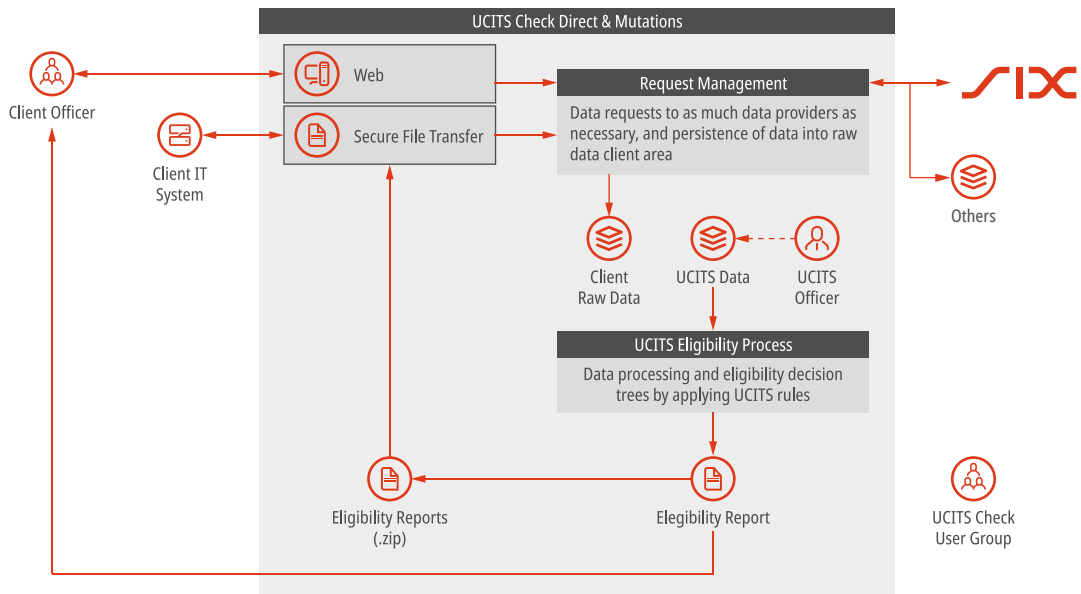 UCITS Check Direct & Mutations
Client Officer
Web
Secure File Transfer
Client IT
System
Request Management
Data requests to as much data providers as
necessary, and persistence of data into raw
data client area
SIX
Others
Client
Raw Data
UCITS Data
UCITS
Officer
UCITS Eligibility Process
Data processing and eligibility decision
trees by applying UCITS rules
Eligibility Reports
(.zip)
Elegibility Report
UCITS Check
User Group